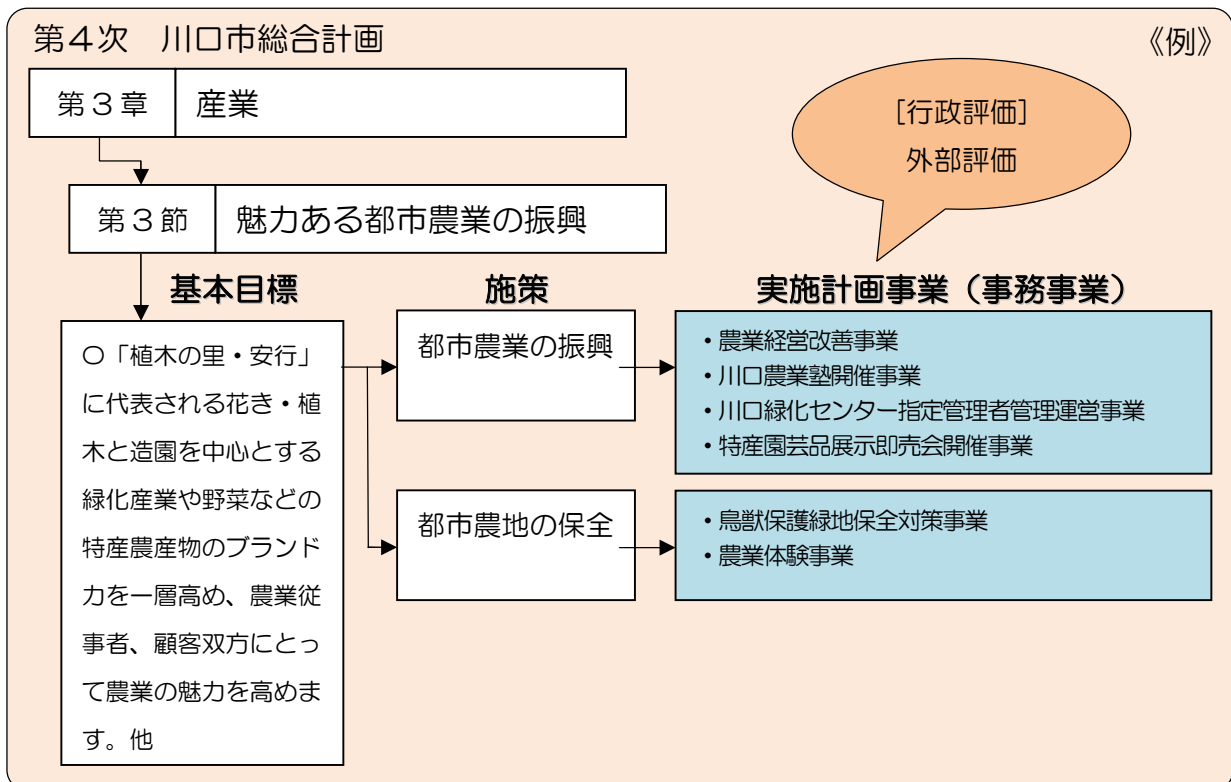 第４次　川口市総合計画
《例》
第３章
産業
[行政評価]
外部評価
第３節
魅力ある都市農業の振興
基本目標
施策
実施計画事業（事務事業）
〇「植木の里・安行」
に代表される花き・植
木と造園を中心とする
緑化産業や野菜などの
特産農産物のブランド
力を一層高め、農業従
事者、顧客双方にとっ
て農業の魅力を高めま
す。他
都市農業の振興
・農業経営改善事業
・川口農業塾開催事業
・川口緑化センター指定管理者管理運営事業
・特産園芸品展示即売会開催事業
都市農地の保全
・鳥獣保護緑地保全対策事業
・農業体験事業